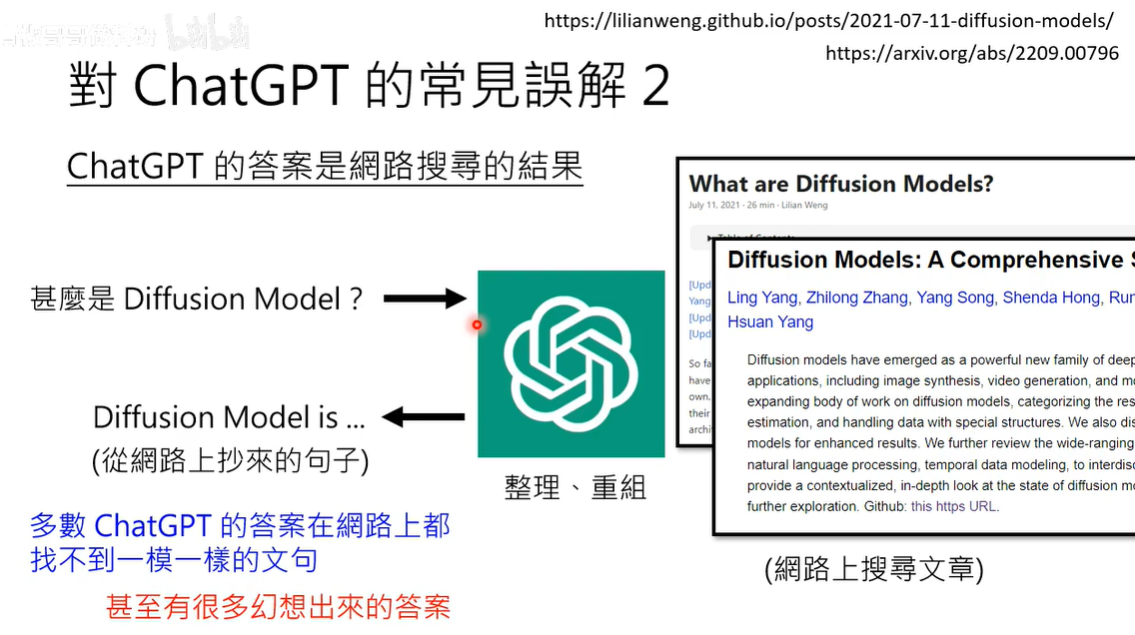 https://lilianweng.github.io/posts/2021-07-11-diffusion-models/
https://arxiv.org/abs/2209.00796
對 ChatGPT 的常見誤解 2
ChatGPT 的答案是網路搜尋的結果
甚麼是 Diffusion Model？
Diffusion Model is ...
(從網路上抄來的句子)
整理、重組
多數 ChatGPT 的答案在網路上都
找不到一模一樣的文句
甚至有很多幻想出來的答案
What are Diffusion Models?
July 11, 2021 · 26 min · Lilian Weng
[Upd
Yang
[Upd
[Upd
So fa
have
own.
their
archi
Diffusion Models: A Comprehensive S
Ling Yang, Zhilong Zhang, Yang Song, Shenda Hong, Run
Hsuan Yang
Diffusion models have emerged as a powerful new family of deep
applications, including image synthesis, video generation, and mo
expanding body of work on diffusion models, categorizing the res
estimation, and handling data with special structures. We also dis
models for enhanced results. We further review the wide-ranging
natural language processing, temporal data modeling, to interdisc
provide a contextualized, in-depth look at the state of diffusion mo
further exploration. Github: this https URL.
(網路上搜尋文章)